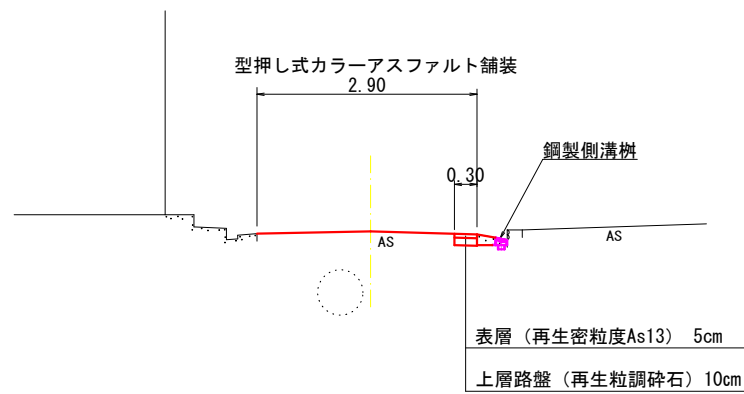 型押し式カラーアスファルト舗装
2.90
鋼製側溝桝
0.30
AS
AS
表層（再生密粒度As13） 5cm
上層路盤（再生粒調砕石）10cm